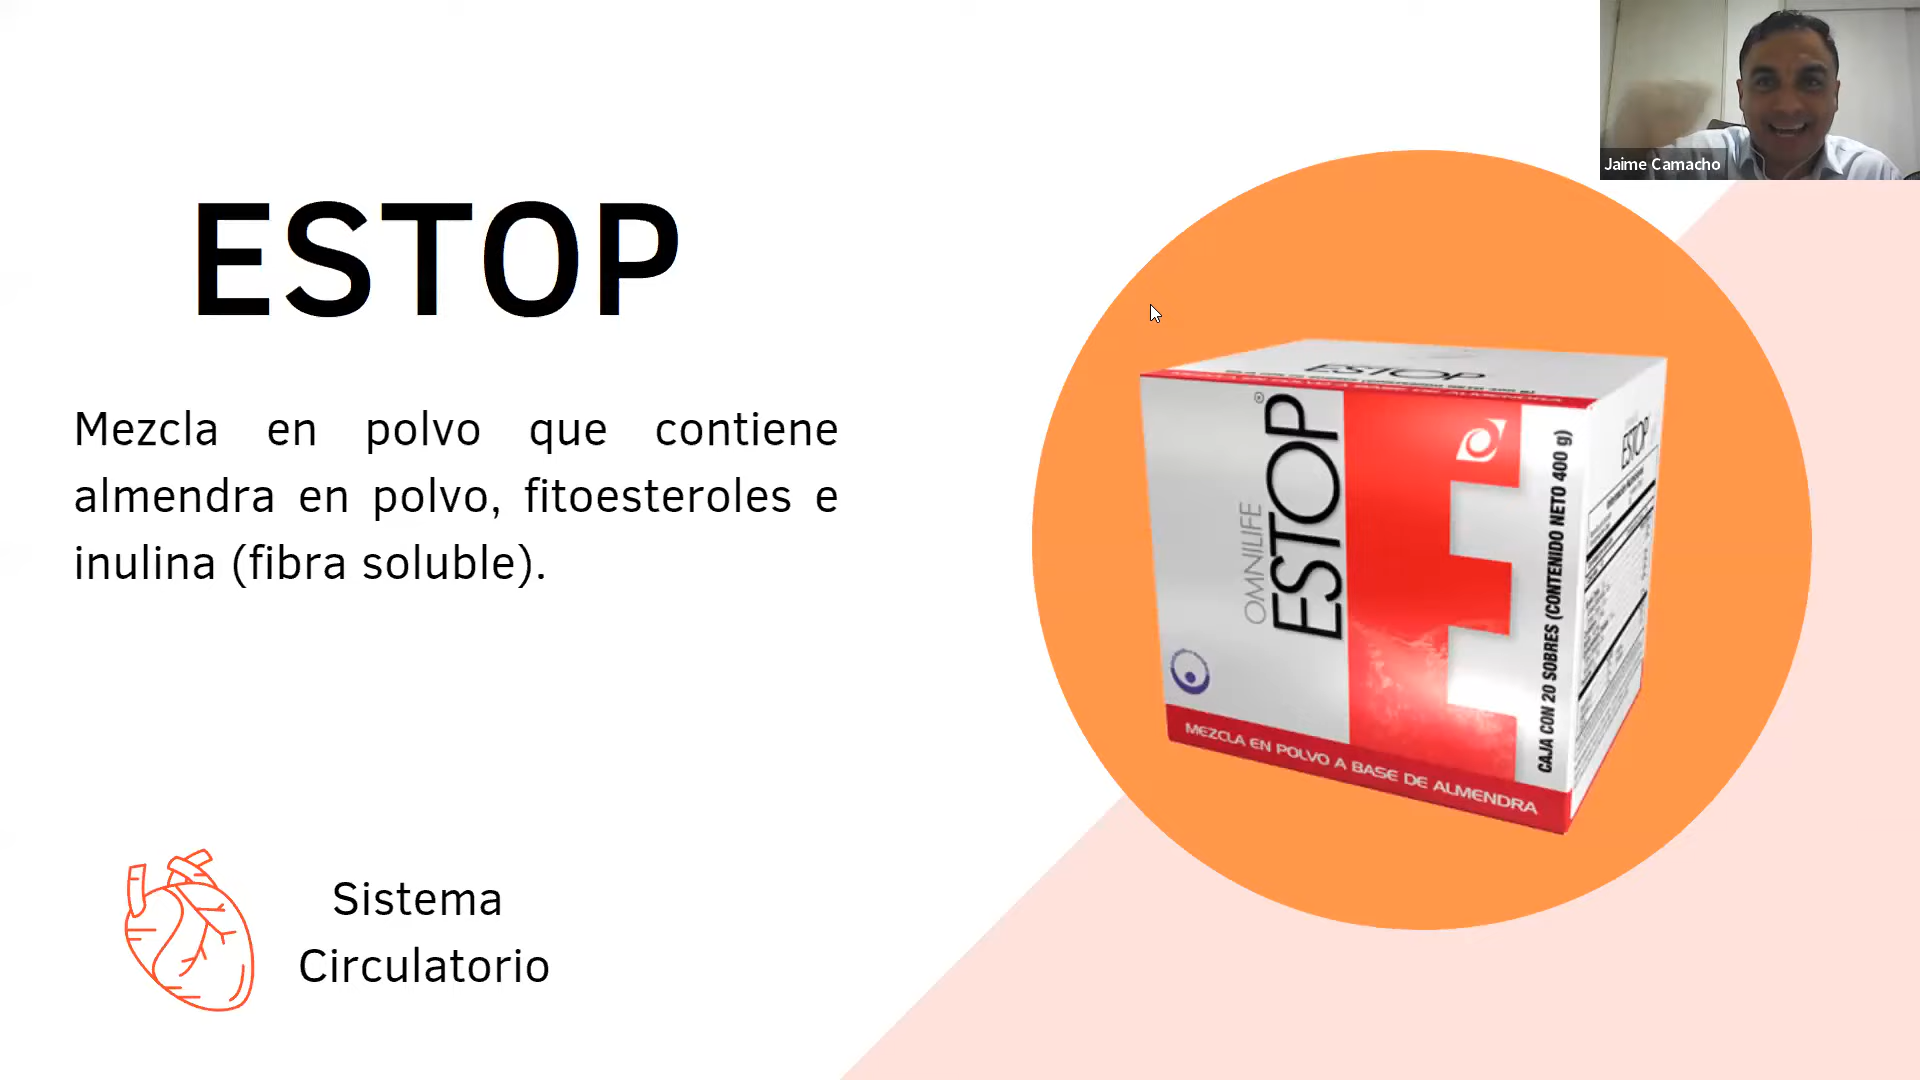 Jaime Camacho
ESTOP
Mezcla en polvo que contiene
almendra en polvo, fitoesteroles e
inulina (fibra soluble).
Sistema
Circulatorio
ESTOP
OMNILIFE
ESTOP®
CAJA CON 20 SOBRES (CONTENIDO NETO 400 g)
MEZCLA EN POLVO A BASE DE ALMENDRA
ESTOP